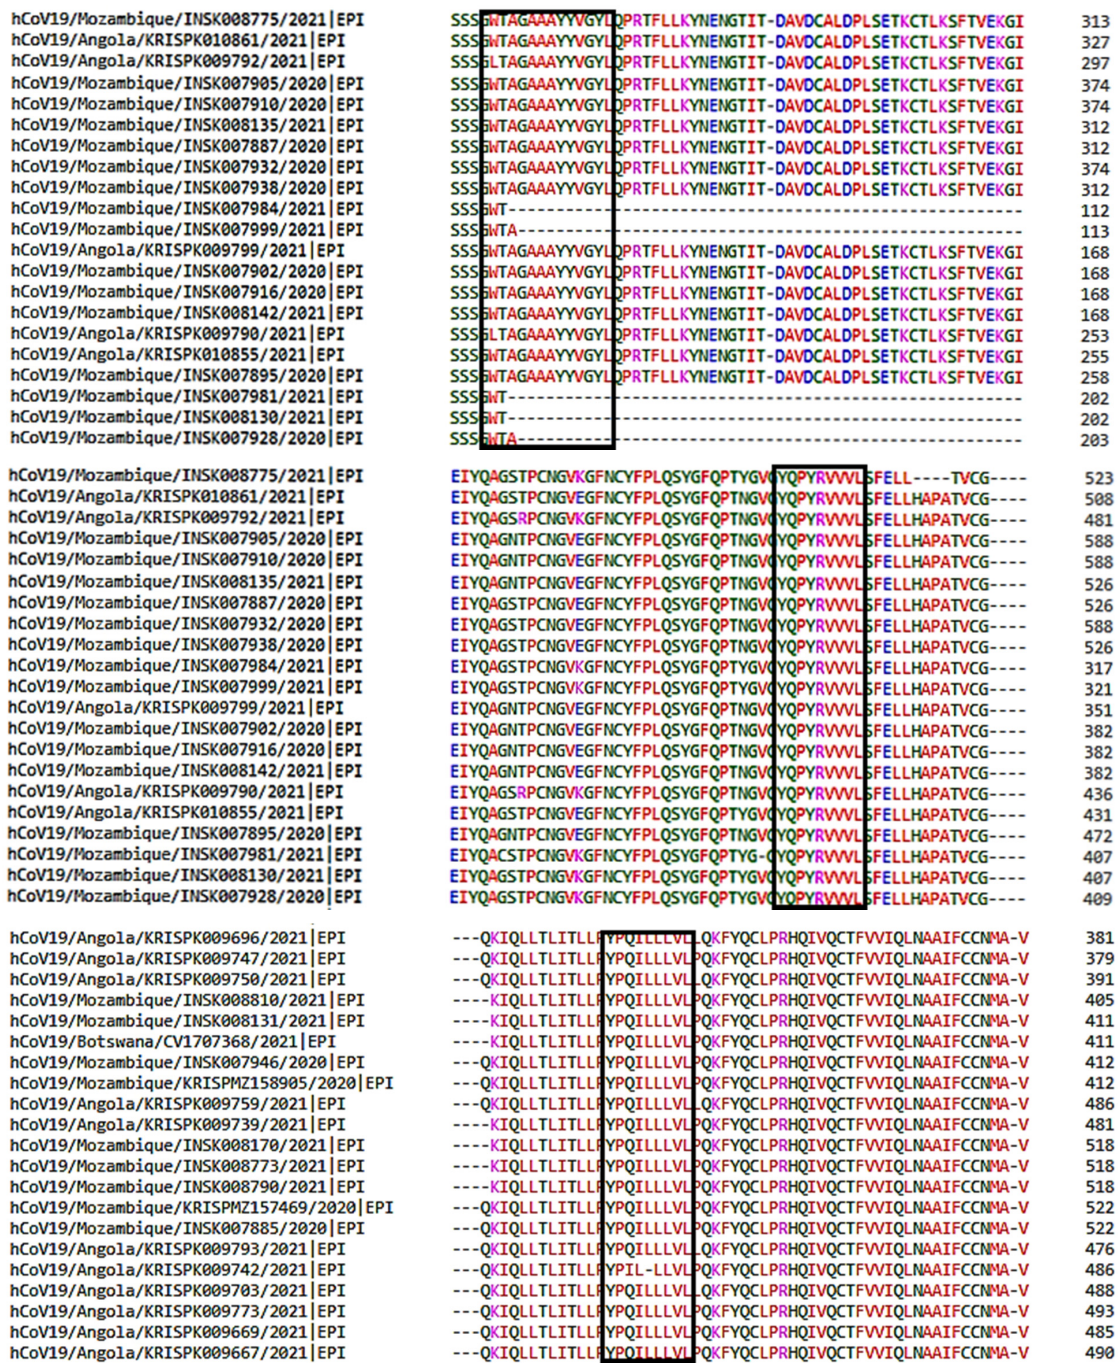 hCoV19/Mozambique/INSK008775/2021|EPI SSSGWTAGAAAYYVGYLQPRTFLLKYNENGTIT-DAVDCALDPLSETKCTLKSFTVEKGI 313
hCoV19/Angola/KRISPK010861/2021|EPI SSSGWTAGAAAYYVGYLQPRTFLLKYNENGTIT-DAVDCALDPLSETKCTLKSFTVEKGI 327
hCoV19/Angola/KRISPK009792/2021|EPI SSSGLTAGAAAYYVGYLQPRTFLLKYNENGTIT-DAVDCALDPLSETKCTLKSFTVEKGI 297
hCoV19/Mozambique/INSK007905/2020|EPI SSSGWTAGAAAYYVGYLQPRTFLLKYNENGTIT-DAVDCALDPLSETKCTLKSFTVEKGI 374
hCoV19/Mozambique/INSK007910/2020|EPI SSSGWTAGAAAYYVGYLQPRTFLLKYNENGTIT-DAVDCALDPLSETKCTLKSFTVEKGI 374
hCoV19/Mozambique/INSK008135/2021|EPI SSSGWTAGAAAYYVGYLQPRTFLLKYNENGTIT-DAVDCALDPLSETKCTLKSFTVEKGI 312
hCoV19/Mozambique/INSK007887/2020|EPI SSSGWTAGAAAYYVGYLQPRTFLLKYNENGTIT-DAVDCALDPLSETKCTLKSFTVEKGI 312
hCoV19/Mozambique/INSK007932/2020|EPI SSSGWTAGAAAYYVGYLQPRTFLLKYNENGTIT-DAVDCALDPLSETKCTLKSFTVEKGI 374
hCoV19/Mozambique/INSK007938/2020|EPI SSSGWTAGAAAYYVGYLQPRTFLLKYNENGTIT-DAVDCALDPLSETKCTLKSFTVEKGI 312
hCoV19/Mozambique/INSK007984/2021|EPI SSSGWT------------------------------------------------------ 112
hCoV19/Mozambique/INSK007999/2021|EPI SSSGWTA----------------------------------------------------- 113
hCoV19/Angola/KRISPK009799/2021|EPI SSSGWTAGAAAYYVGYLQPRTFLLKYNENGTIT-DAVDCALDPLSETKCTLKSFTVEKGI 168
hCoV19/Mozambique/INSK007902/2020|EPI SSSGWTAGAAAYYVGYLQPRTFLLKYNENGTIT-DAVDCALDPLSETKCTLKSFTVEKGI 168
hCoV19/Mozambique/INSK007916/2020|EPI SSSGWTAGAAAYYVGYLQPRTFLLKYNENGTIT-DAVDCALDPLSETKCTLKSFTVEKGI 168
hCoV19/Mozambique/INSK008142/2021|EPI SSSGWTAGAAAYYVGYLQPRTFLLKYNENGTIT-DAVDCALDPLSETKCTLKSFTVEKGI 168
hCoV19/Angola/KRISPK009790/2021|EPI SSSGLTAGAAAYYVGYLQPRTFLLKYNENGTIT-DAVDCALDPLSETKCTLKSFTVEKGI 253
hCoV19/Angola/KRISPK010855/2021|EPI SSSGWTAGAAAYYVGYLQPRTFLLKYNENGTIT-DAVDCALDPLSETKCTLKSFTVEKGI 255
hCoV19/Mozambique/INSK007895/2020|EPI SSSGWTAGAAAYYVGYLQPRTFLLKYNENGTIT-DAVDCALDPLSETKCTLKSFTVEKGI 258
hCoV19/Mozambique/INSK007981/2021|EPI SSSGWT------------------------------------------------------ 202
hCoV19/Mozambique/INSK008130/2021|EPI SSSGWT------------------------------------------------------ 202
hCoV19/Mozambique/INSK007928/2020|EPI SSSGWTA----------------------------------------------------- 203
hCoV19/Mozambique/INSK008775/2021|EPI EIYQAGSTPCNGVKGFNCYFPLQSYGFQPTYGVGYQPYRVVVLSFELL----TVCG---- 523
hCoV19/Angola/KRISPK010861/2021|EPI EIYQAGSTPCNGVEGFNCYFPLQSYGFQPTNGVGYQPYRVVVLSFELLHAPATVCG---- 508
hCoV19/Angola/KRISPK009792/2021|EPI EIYQAGSRPCNGVKGFNCYFPLQSYGFQPTNGVGYQPYRVVVLSFELLHAPATVCG---- 481
hCoV19/Mozambique/INSK007905/2020|EPI EIYQAGNTPCNGVEGFNCYFPLQSYGFQPTNGVGYQPYRVVVLSFELLHAPATVCG---- 588
hCoV19/Mozambique/INSK007910/2020|EPI EIYQAGNTPCNGVEGFNCYFPLQSYGFQPTNGVGYQPYRVVVLSFELLHAPATVCG---- 588
hCoV19/Mozambique/INSK008135/2021|EPI EIYQAGSTPCNGVEGFNCYFPLQSYGFQPTNGVGYQPYRVVVLSFELLHAPATVCG---- 526
hCoV19/Mozambique/INSK007887/2020|EPI EIYQAGSTPCNGVEGFNCYFPLQSYGFQPTNGVGYQPYRVVVLSFELLHAPATVCG---- 526
hCoV19/Mozambique/INSK007932/2020|EPI EIYQAGSTPCNGVEGFNCYFPLQSYGFQPTNGVGYQPYRVVVLSFELLHAPATVCG---- 588
hCoV19/Mozambique/INSK007938/2020|EPI EIYQAGSTPCNGVEGFNCYFPLQSYGFQPTNGVGYQPYRVVVLSFELLHAPATVCG---- 526
hCoV19/Mozambique/INSK007984/2021|EPI EIYQAGSTPCNGVKGFNCYFPLQSYGFQPTYGVGYQPYRVVVLSFELLHAPATVCG---- 317
hCoV19/Mozambique/INSK007999/2021|EPI EIYQAGSTPCNGVKGFNCYFPLQSYGFQPTYGVGYQPYRVVVLSFELLHAPATVCG---- 321
hCoV19/Angola/KRISPK009799/2021|EPI EIYQAGNTPCNGVEGFNCYFPLQSYGFQPTNGVGYQPYRVVVLSFELLHAPATVCG---- 351
hCoV19/Mozambique/INSK007902/2020|EPI EIYQAGNTPCNGVEGFNCYFPLQSYGFQPTNGVGYQPYRVVVLSFELLHAPATVCG---- 382
hCoV19/Mozambique/INSK007916/2020|EPI EIYQAGNTPCNGVEGFNCYFPLQSYGFQPTNGVGYQPYRVVVLSFELLHAPATVCG---- 382
hCoV19/Mozambique/INSK008142/2021|EPI EIYQAGNTPCNGVEGFNCYFPLQSYGFQPTNGVGYQPYRVVVLSFELLHAPATVCG---- 382
hCoV19/Angola/KRISPK009790/2021|EPI EIYQAGSRPCNGVKGFNCYFPLQSYGFQPTNGVGYQPYRVVVLSFELLHAPATVCG---- 436
hCoV19/Angola/KRISPK010855/2021|EPI EIYQAGSTPCNGVEGFNCYFPLQSYGFQPTNGVGYQPYRVVVLSFELLHAPATVCG---- 431
hCoV19/Mozambique/INSK007895/2020|EPI EIYQAGNTPCNGVEGFNCYFPLQSYGFQPTNGVGYQPYRVVVLSFELLHAPATVCG---- 472
hCoV19/Mozambique/INSK007981/2021|EPI EIYQACSTPCNGVKGFNCYFPLQSYGFQPTYG-GYQPYRVVVLSFELLHAPATVCG---- 407
hCoV19/Mozambique/INSK008130/2021|EPI EIYQAGSTPCNGVKGFNCYFPLQSYGFQPTYGVGYQPYRVVVLSFELLHAPATVCG---- 407
hCoV19/Mozambique/INSK007928/2020|EPI EIYQAGSTPCNGVKGFNCYFPLQSYGFQPTYGVGYQPYRVVVLSFELLHAPATVCG---- 409
hCoV19/Angola/KRISPK009696/2021|EPI ---QKIQLLTLITLLPYPQILLLVLLQKFYQCLPRHQIVQCTFVVIQLNAAIFCCNMA-V 381
hCoV19/Angola/KRISPK009747/2021|EPI ---QKIQLLTLITLLPYPQILLLVLPQKFYQCLPRHQIVQCTFVVIQLNAAIFCCNMA-V 379
hCoV19/Angola/KRISPK009750/2021|EPI ---QKIQLLTLITLLPYPQILLLVLPQKFYQCLPRHQIVQCTFVVIQLNAAIFCCNMA-V 391
hCoV19/Mozambique/INSK008810/2021|EPI ----KIQLLTLITLLPYPQILLLVLPQKFYQCLPRHQIVQCTFVVIQLNAAIFCCNMA-V 405
hCoV19/Mozambique/INSK008131/2021|EPI ----KIQLLTLITLLPYPQILLLVLPQKFYQCLPRHQIVQCTFVVIQLNAAIFCCNMA-V 411
hCoV19/Botswana/CV1707368/2021|EPI ----KIQLLTLITLLPYPQILLLVLPQKFYQCLPRHQIVQCTFVVIQLNAAIFCCNMA-V 411
hCoV19/Mozambique/INSK007946/2020|EPI ---QKIQLLTLITLLPYPQILLLVLPQKFYQCLPRHQIVQCTFVVIQLNAAIFCCNMA-V 412
hCoV19/Mozambique/KRISPMZ158905/2020|EPI ---QKIQLLTLITLLPYPQILLLVLPQKFYQCLPRHQIVQCTFVVIQLNAAIFCCNMA-V 412
hCoV19/Angola/KRISPK009759/2021|EPI ---QKIQLLTLITLLPYPQILLLVLLQKFYQCLPRHQIVQCTFVVIQLNAAIFCCNMA-V 486
hCoV19/Angola/KRISPK009739/2021|EPI ----KIQLLTLITLLPYPQILLLVLPQKFYQCLPRHQIVQCTFVVIQLNAAIFCCNMA-V 481
hCoV19/Mozambique/INSK008170/2021|EPI ----KIQLLTLITLLPYPQILLLVLPQKFYQCLPRHQIVQCTFVVIQLNAAIFCCNMA-V 518
hCoV19/Mozambique/INSK008773/2021|EPI ----KIQLLTLITLLPYPQILLLVLPQKFYQCLPRHQIVQCTFVVIQLNAAIFCCNMA-V 518
hCoV19/Mozambique/INSK008790/2021|EPI ----KIQLLTLITLLPYPQILLLVLPQKFYQCLPRHQIVQCTFVVIQLNAAIFCCNMA-V 518
hCoV19/Mozambique/KRISPMZ157469/2020|EPI ---QKIQLLTLITLLPYPQILLLVLPQKFYQCLPRHQIVQCTFVVIQLNAAIFCCNMA-V 522
hCoV19/Mozambique/INSK007885/2020|EPI ---QKIQLLTLITLLPYPQILLLVLPQKFYQCLPRHQIVQCTFVVIQLNAAIFCCNMA-V 522
hCoV19/Angola/KRISPK009793/2021|EPI ---QKIQLLTLITLLPYPQILLLVLLQKFYQCLPRHQIVQCTFVVIQLNAAIFCCNMA-V 476
hCoV19/Angola/KRISPK009742/2021|EPI ---QKIQLLTLITLLPYPIL-LLVLPQKFYQCLPRHQIVQCTFVVIQLNAAIFCCNMA-V 486
hCoV19/Angola/KRISPK009703/2021|EPI ---QKIQLLTLITLLPYPQILLLVLPQKFYQCLPRHQIVQCTFVVIQLNAAIFCCNMA-V 488
hCoV19/Angola/KRISPK009773/2021|EPI ---QKIQLLTLITLLPYPQILLLVLPQKFYQCLPRHQIVQCTFVVIQLNAAIFCCNMA-V 493
hCoV19/Angola/KRISPK009669/2021|EPI ---QKIQLLTLITLLPYPQILLLVLPQKFYQCLPRHQIVQCTFVVIQLNAAIFCCNMA-V 485
hCoV19/Angola/KRISPK009667/2021|EPI ---QKIQLLTLITLLPYPQILLLVLPQKFYQCLPRHQIVQCTFVVIQLNAAIFCCNMA-V 490